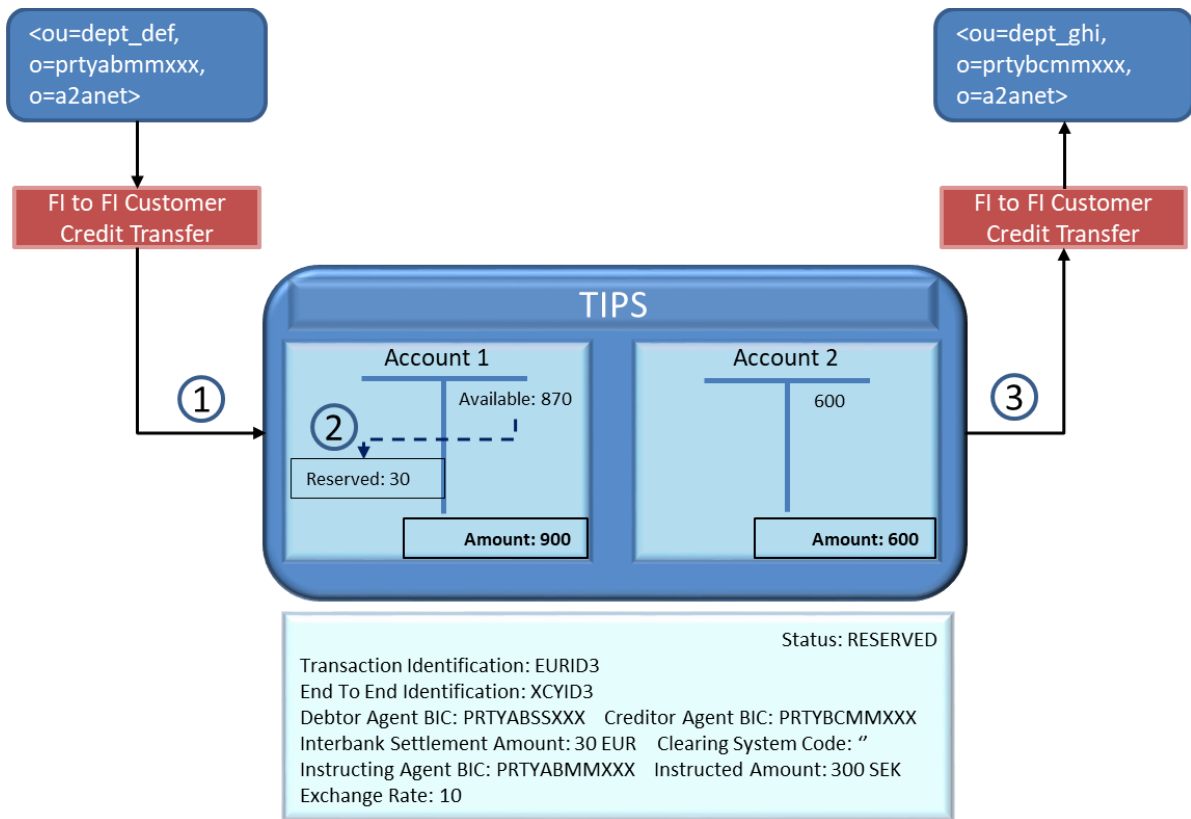 <ou=dept_def,
o=prtyabmmxxx,
o=a2anet>
<ou=dept_ghi,
o=prtybcmmxxx,
o=a2anet>
FI to FI Customer
Credit Transfer
FI to FI Customer
Credit Transfer
TIPS
Account 1
Available: 870
Reserved: 30
Amount: 900
Account 2
600
Amount: 600
1
2
3
Status: RESERVED
Transaction Identification: EURID3
End To End Identification: XCYID3
Debtor Agent BIC: PRTYABSSXXX Creditor Agent BIC: PRTYBCMMXXX
Interbank Settlement Amount: 30 EUR Clearing System Code: ‘’
Instructing Agent BIC: PRTYABMMXXX Instructed Amount: 300 SEK
Exchange Rate: 10